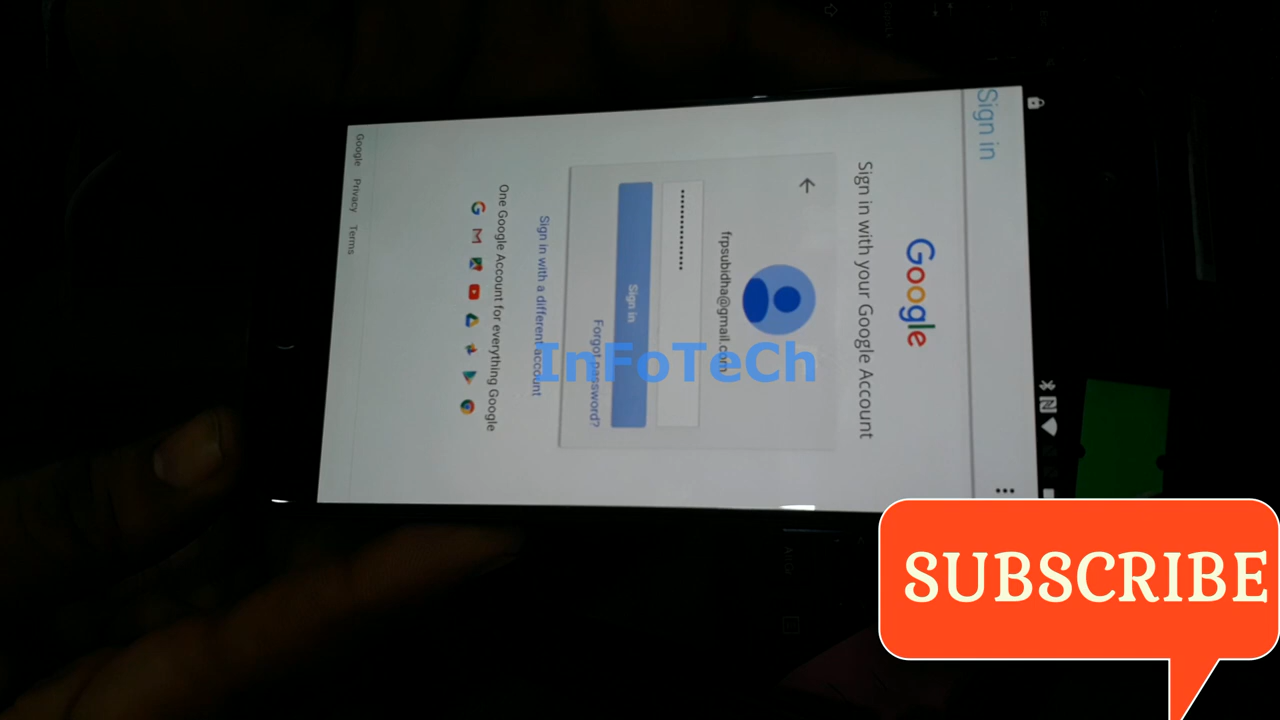 Sign in
Google
Sign in with your Google Account
frpsubidha@gmail.com
Sign in
Forgot password?
Sign in with a different account
One Google Account for everything Google
Google Privacy Terms
InFoTeCh
SUBSCRIBE